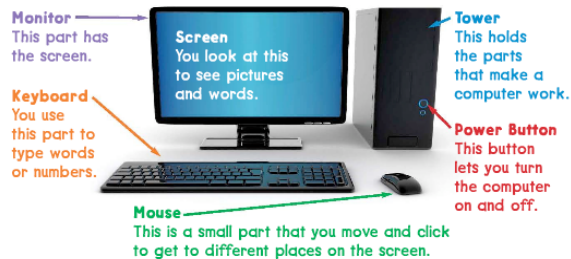 Monitor
This part has
the screen.
Screen
You look at this
to see pictures
and words.
Tower
This holds
the parts
that make a
computer work.
Keyboard
You use
this part to
type words
or numbers.
Power Button
This button
lets you turn
the computer
on and off.
Mouse
This is a small part that you move and click
to get to different places on the screen.